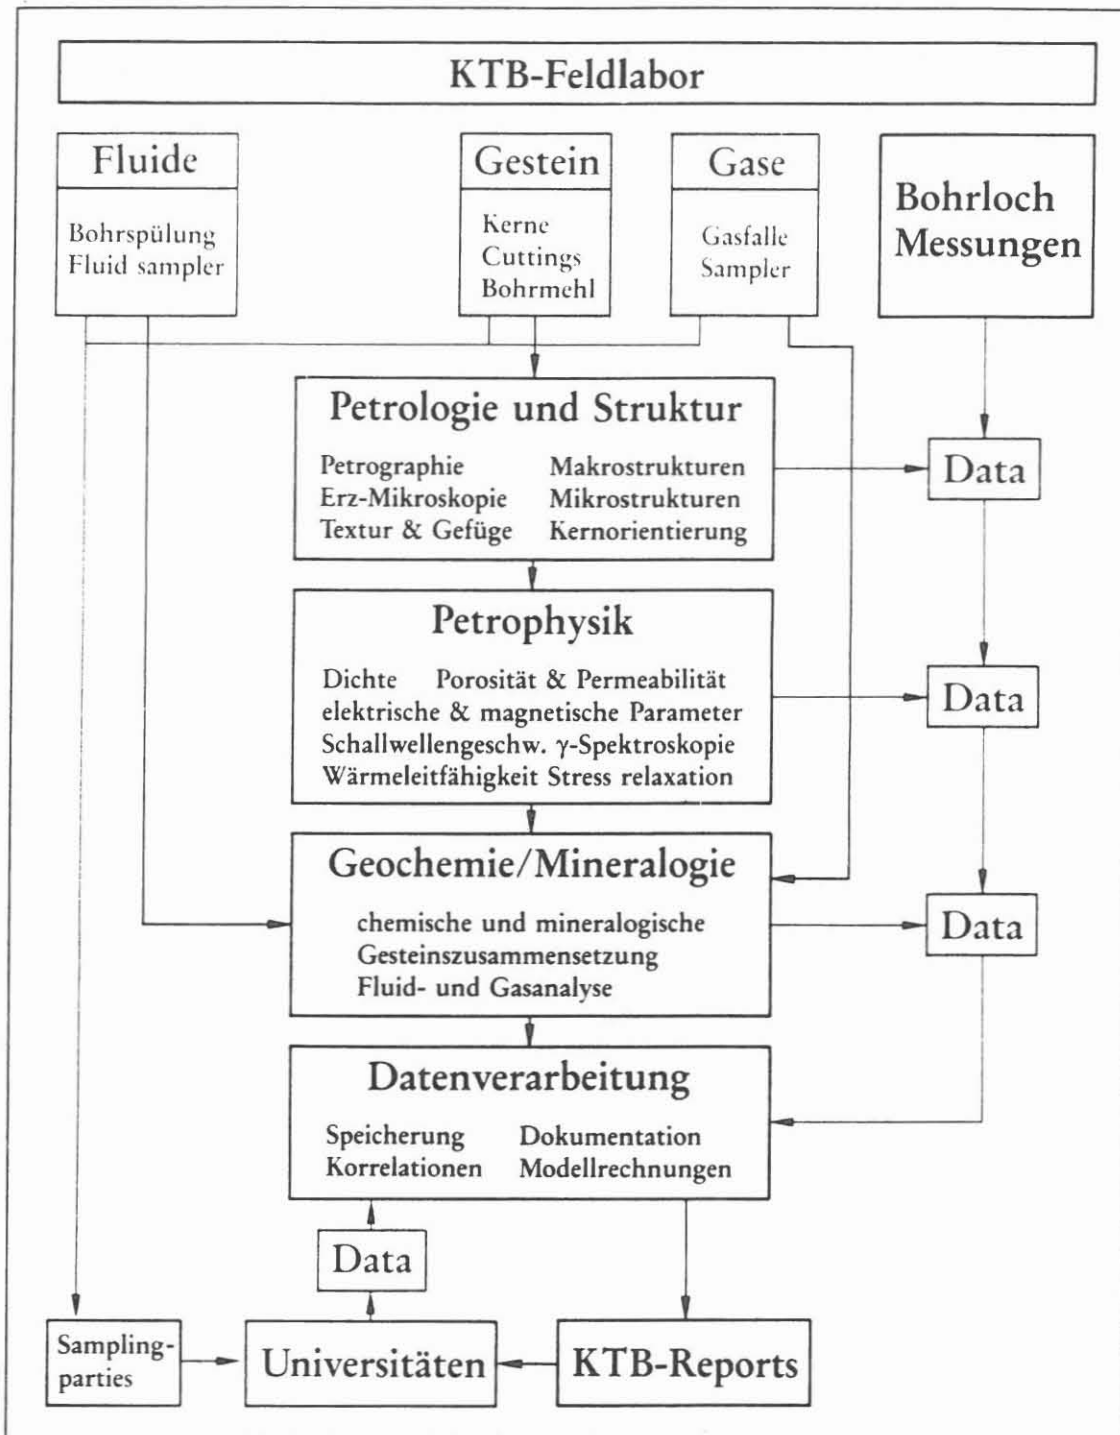 KTB-Feldlabor
Fluide
Bohrspülung
Fluid sampler
Gestein
Kerne
Cuttings
Bohrmehl
Gase
Gasfalle
Sampler
Bohrloch
Messungen
Petrologie und Struktur
Petrographie Makrostrukturen
Erz-Mikroskopie Mikrostrukturen
Textur & Gefüge Kernorientierung
Data
Petrophysik
Dichte Porosität & Permeabilität
elektrische & magnetische Parameter
Schallwellengeschw. γ-Spektroskopie
Wärmeleitfähigkeit Stress relaxation
Data
Geochemie/Mineralogie
chemische und mineralogische
Gesteinszusammensetzung
Fluid- und Gasanalyse
Data
Datenverarbeitung
Speicherung Dokumentation
Korrelationen Modellrechnungen
Data
Sampling-
parties
Universitäten
KTB-Reports